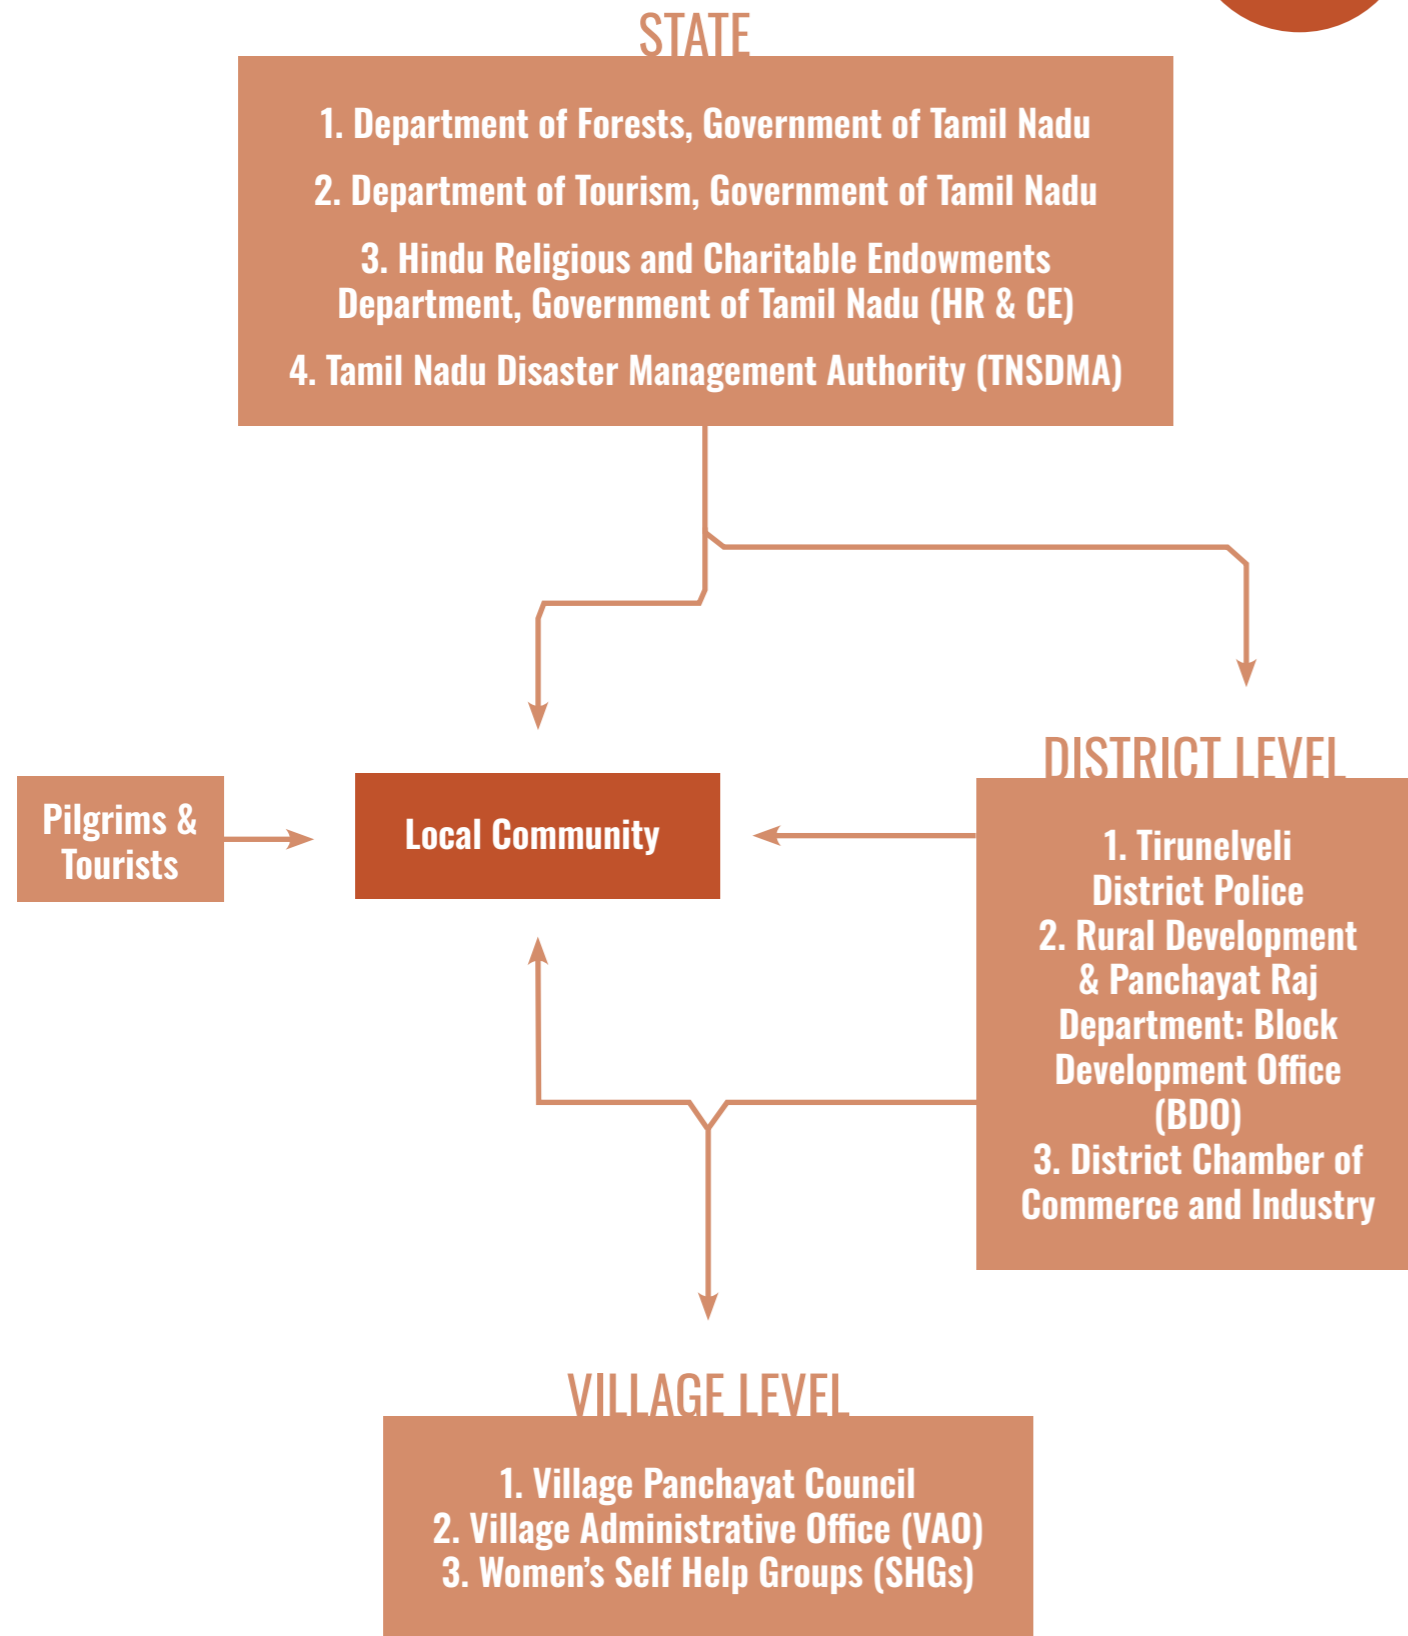 STATE
1. Department of Forests, Government of Tamil Nadu
2. Department of Tourism, Government of Tamil Nadu
3. Hindu Religious and Charitable Endowments
Department, Government of Tamil Nadu (HR & CE)
4. Tamil Nadu Disaster Management Authority (TNSDMA)
Pilgrims &
Tourists
Local Community
DISTRICT LEVEL
1. Tirunelveli
District Police
2. Rural Development
& Panchayat Raj
Department: Block
Development Office
(BDO)
3. District Chamber of
Commerce and Industry
VILLAGE LEVEL
1. Village Panchayat Council
2. Village Administrative Office (VAO)
3. Women’s Self Help Groups (SHGs)